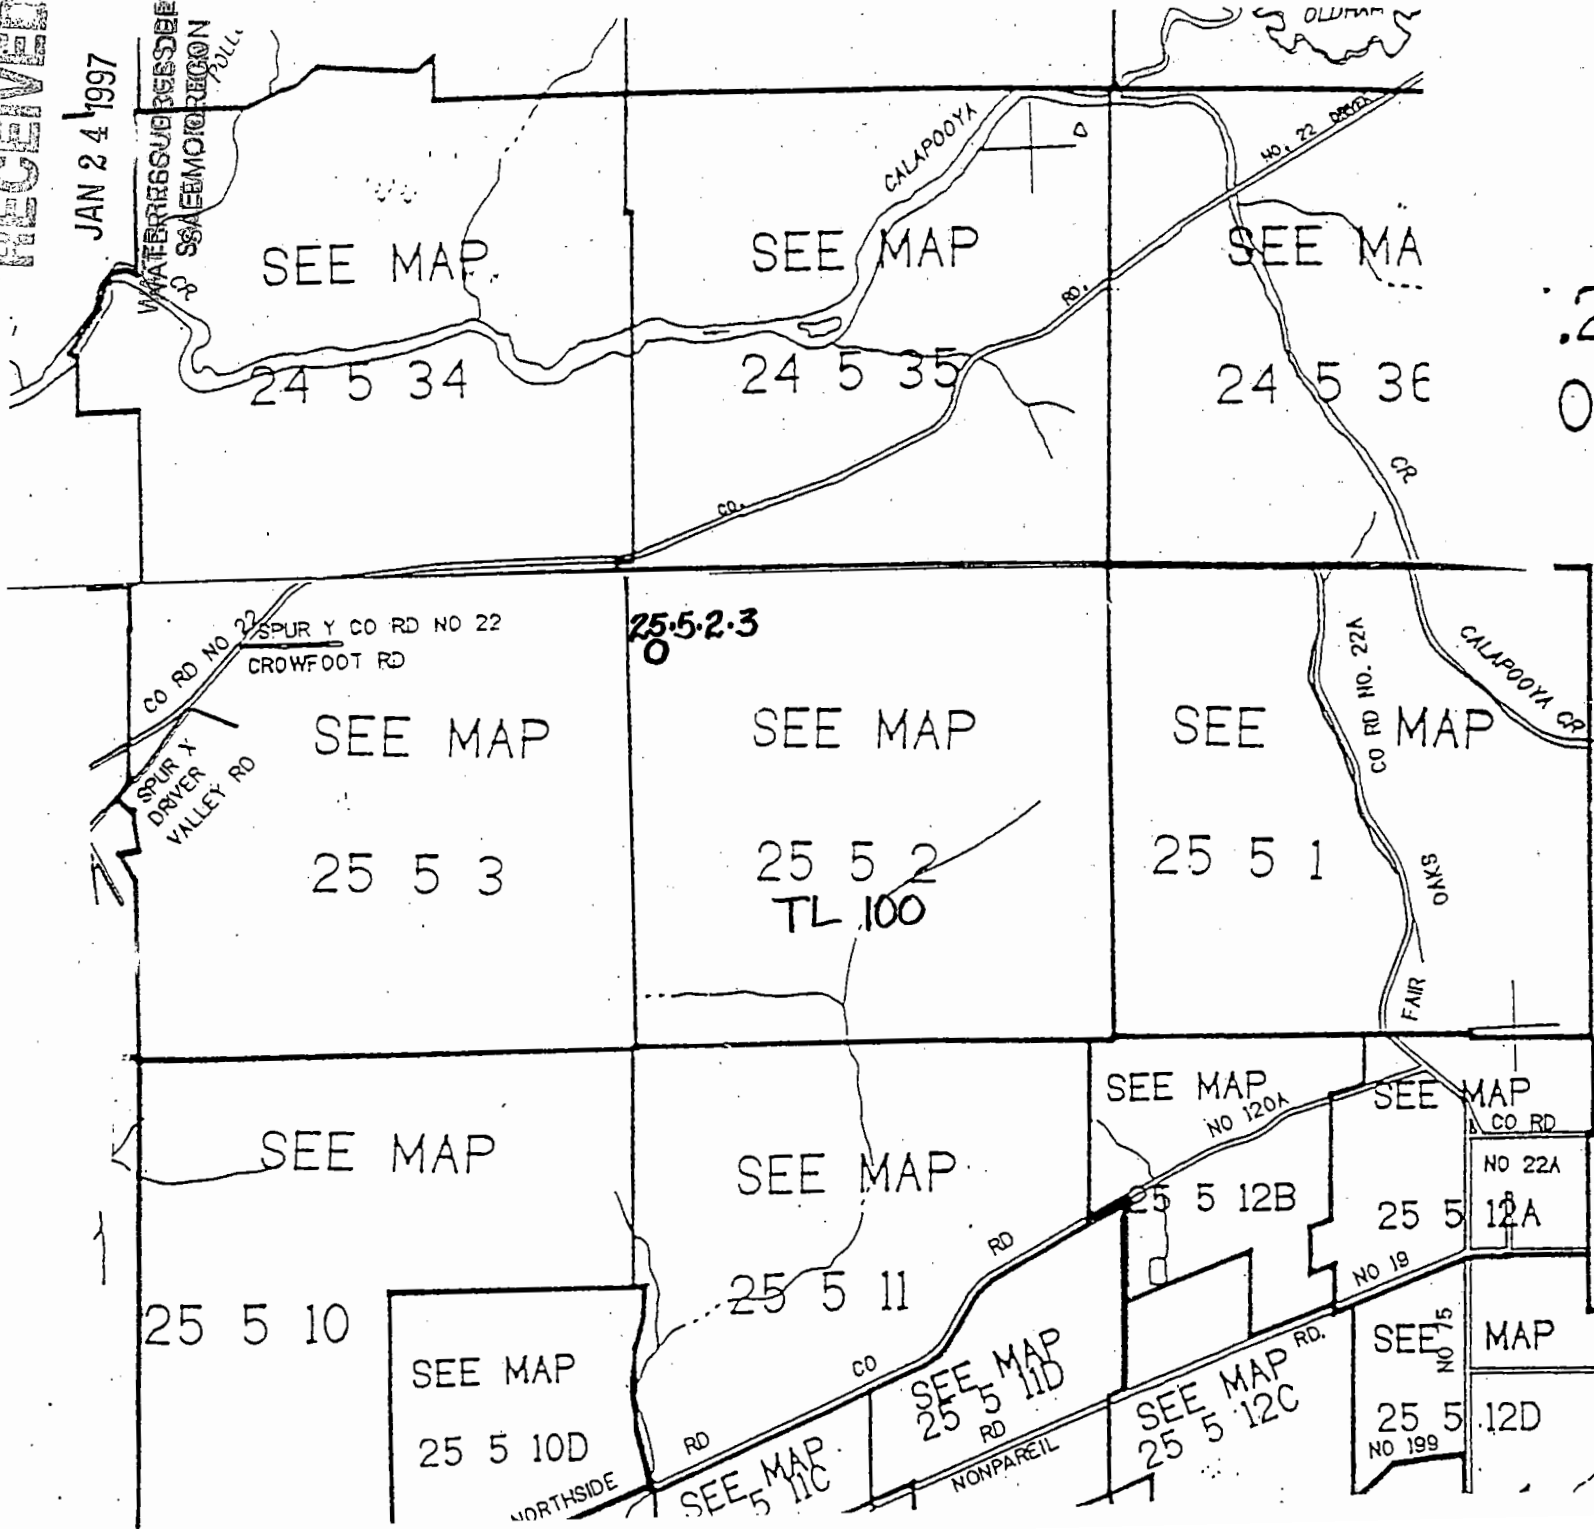 RECEIVED
JAN 24 1997
OLDHAM
CALAPOOYA
NO. 22
CR
SEE MAP
SEE MAP
SEE MA
RD.
24 5 34
24 5 35
24 5 36
CR
CO.
25.5.2.3
0
SPUR Y CO RD NO 22
CROWFOOT RD
CO RD NO 22
CO RD NO. 22A
CALAPOOYA CR
SEE MAP
SEE MAP
SEE MAP
SPUR X
DRIVER
VALLEY RD
25 5 3
25 5 2
25 5 1
TL 100
OAKS
FAIR
SEE MAP
SEE MAP
NO 120A
CO RD
SEE MAP
SEE MAP
NO 22A
25 5 12B
25 5 12A
RD
NO 19
25 5 10
25 5 11
SEE MAP
CO
SEE MAP
25 5 11D
RD.
SEE MAP
NO 75
SEE MAP
25 5 12C
25 5 10D
RD
RD
25 5 12D
NO 199
NORTHSIDE
SEE MAP
5 11C
NONPAREIL